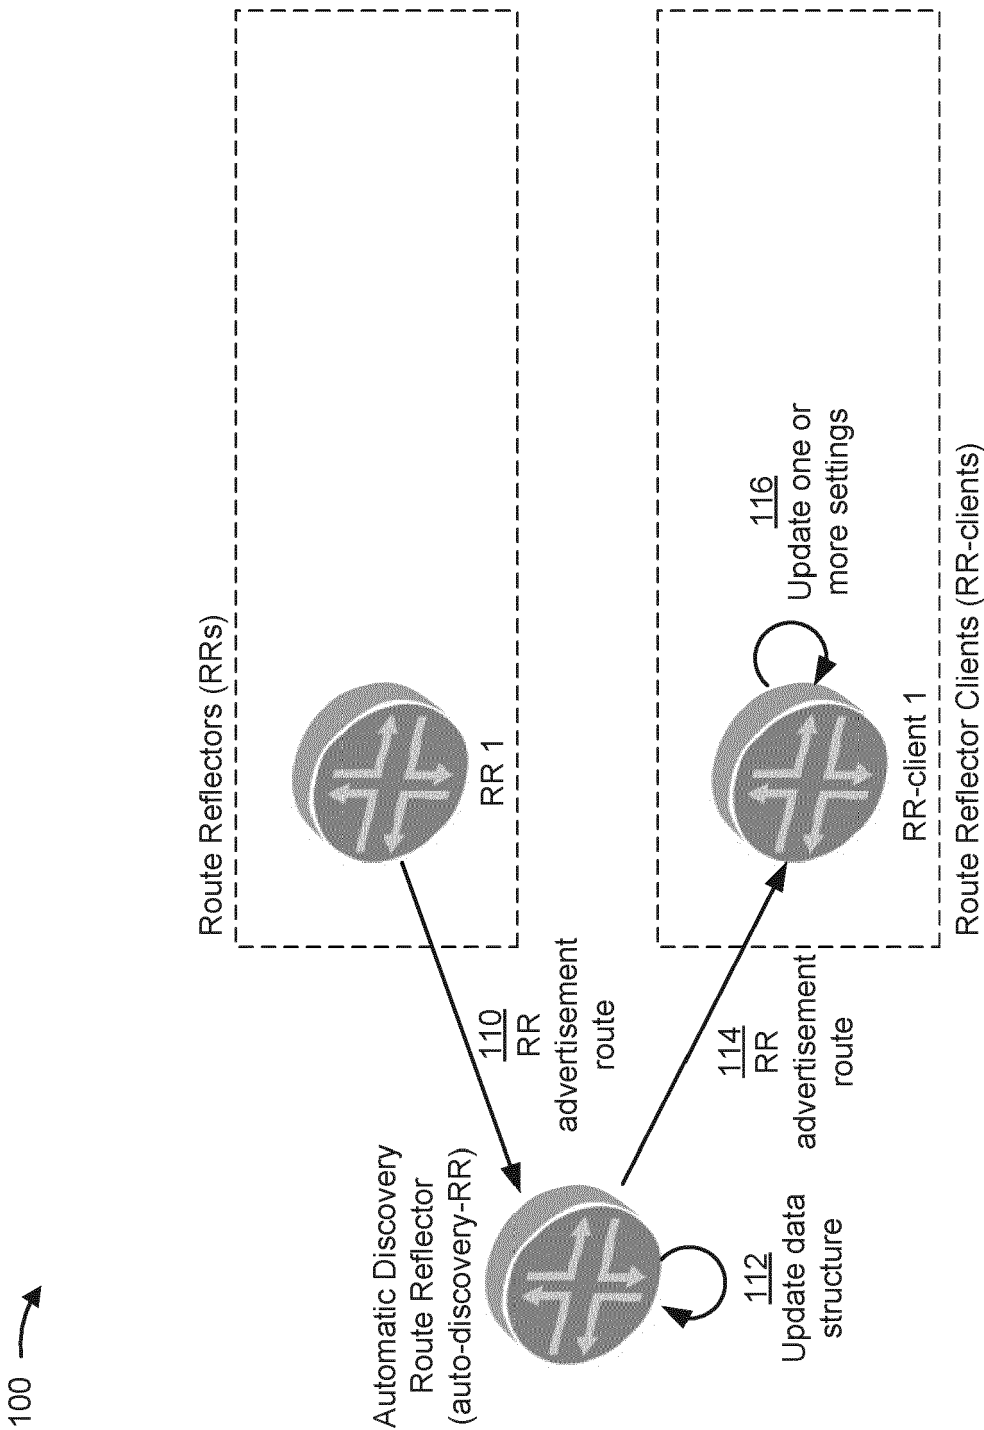 100
Automatic Discovery
Route Reflector
(auto-discovery-RR)
112
Update data
structure
110
RR
advertisement
route
114
RR
advertisement
route
Route Reflectors (RRs)
RR 1
RR-client 1
116
Update one or
more settings
Route Reflector Clients (RR-clients)